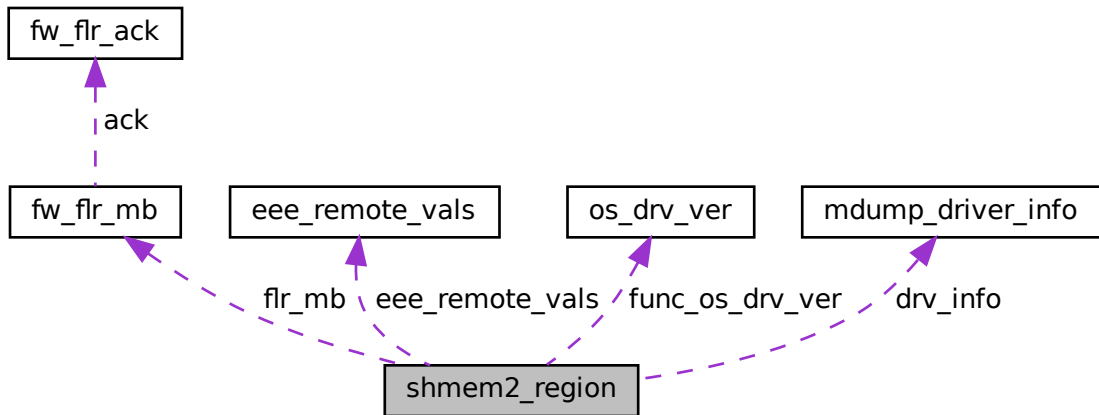 fw_flr_ack
ack
fw_flr_mb
eee_remote_vals
os_drv_ver
mdump_driver_info
flr_mb
eee_remote_vals
func_os_drv_ver
drv_info
shmem2_region